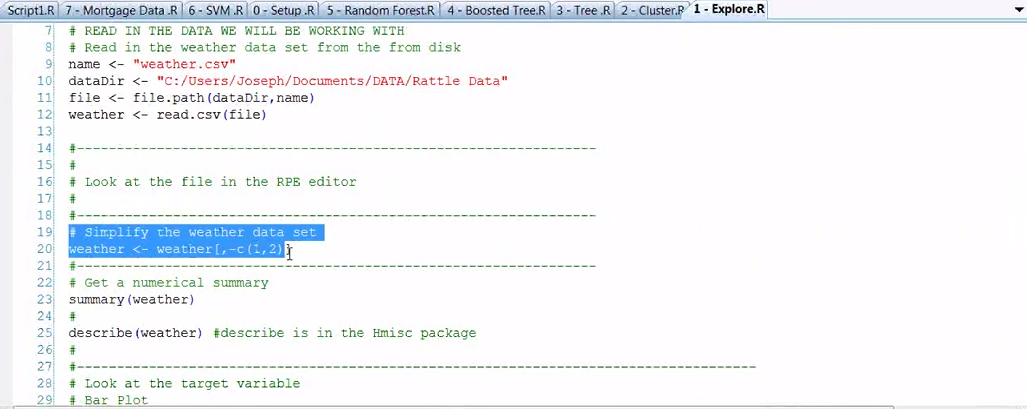 Script1.R 7 - Mortgage Data .R 6 - SVM .R 0 - Setup .R 5 - Random Forest.R 4 - Boosted Tree.R 3 - Tree .R 2 - Cluster.R 1 - Explore.R
7 # READ IN THE DATA WE WILL BE WORKING WITH
8 # Read in the weather data set from the from disk
9 name <- "weather.csv"
10 dataDir <- "C:/Users/Joseph/Documents/DATA/Rattle Data"
11 file <- file.path(dataDir,name)
12 weather <- read.csv(file)
13
14 #-----------------------------------------------------------------
15 #
16 # Look at the file in the RPE editor
17 #
18 #-----------------------------------------------------------------
19 # Simplify the weather data set
20 weather <- weather[,-c(1,2)]
21 #-----------------------------------------------------------------
22 # Get a numerical summary
23 summary(weather)
24 #
25 describe(weather) #describe is in the Hmisc package
26 #
27 #-------------------------------------------------------------------------------------
28 # Look at the target variable
29 # Bar Plot